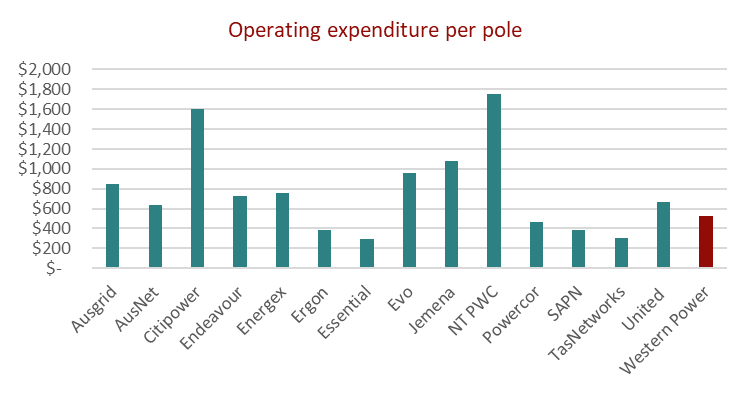 Operating expenditure per pole
$2,000
$1,800
$1,600
$1,400
$1,200
$1,000
$800
$600
$400
$200
$-
Ausgrid
AusNet
Citipower
Endeavour
Energex
Ergon
Essential
Evo
Jemena
NT PWC
Powercor
SAPN
TasNetworks
United
Western Power